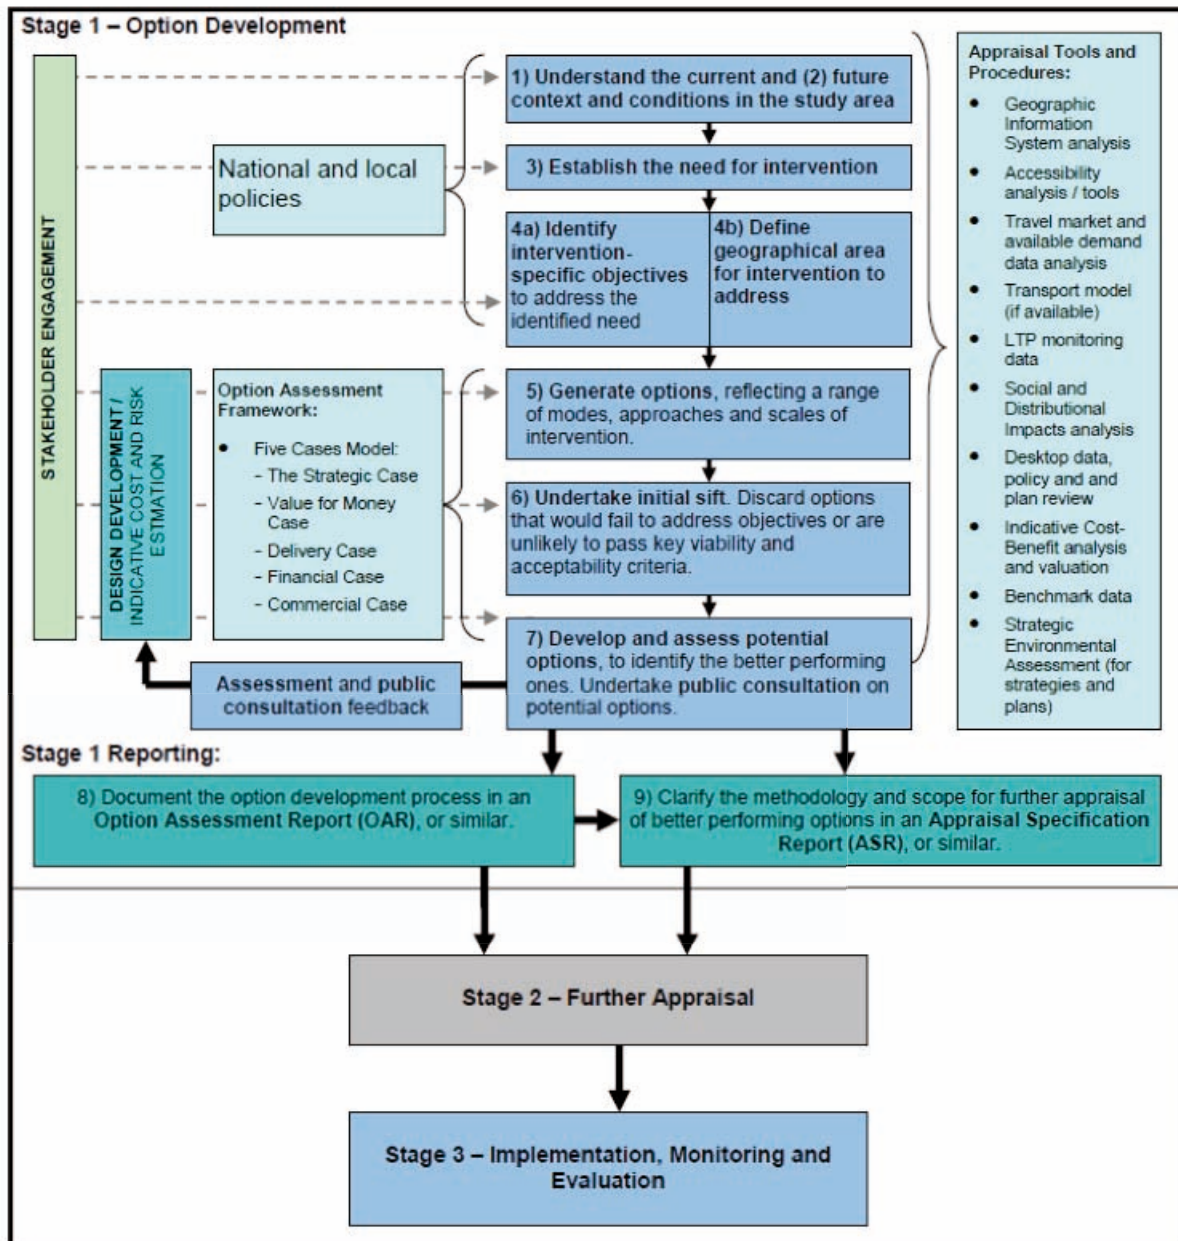 Stage 1 – Option Development
STAKEHOLDER ENGAGEMENT
National and local
policies
1) Understand the current and (2) future
context and conditions in the study area
3) Establish the need for intervention
4a) Identify
intervention-
specific objectives
to address the
identified need
4b) Define
geographical area
for intervention to
address
DESIGN DEVELOPMENT /
INDICATIVE COST AND RISK
ESTMATION
Option Assessment
Framework:
• Five Cases Model:
- The Strategic Case
- Value for Money
Case
- Delivery Case
- Financial Case
- Commercial Case
5) Generate options, reflecting a range
of modes, approaches and scales of
intervention.
6) Undertake initial sift. Discard options
that would fail to address objectives or are
unlikely to pass key viability and
acceptability criteria.
7) Develop and assess potential
options, to identify the better performing
ones. Undertake public consultation on
potential options.
Assessment and public
consultation feedback
Appraisal Tools and
Procedures:
• Geographic
Information
System analysis
• Accessibility
analysis / tools
• Travel market and
available demand
data analysis
• Transport model
(if available)
• LTP monitoring
data
• Social and
Distributional
Impacts analysis
• Desktop data,
policy and and
plan review
• Indicative Cost-
Benefit analysis
and valuation
• Benchmark data
• Strategic
Environmental
Assessment (for
strategies and
plans)
Stage 1 Reporting:
8) Document the option development process in an
Option Assessment Report (OAR), or similar.
9) Clarify the methodology and scope for further appraisal
of better performing options in an Appraisal Specification
Report (ASR), or similar.
Stage 2 – Further Appraisal
Stage 3 – Implementation, Monitoring and
Evaluation